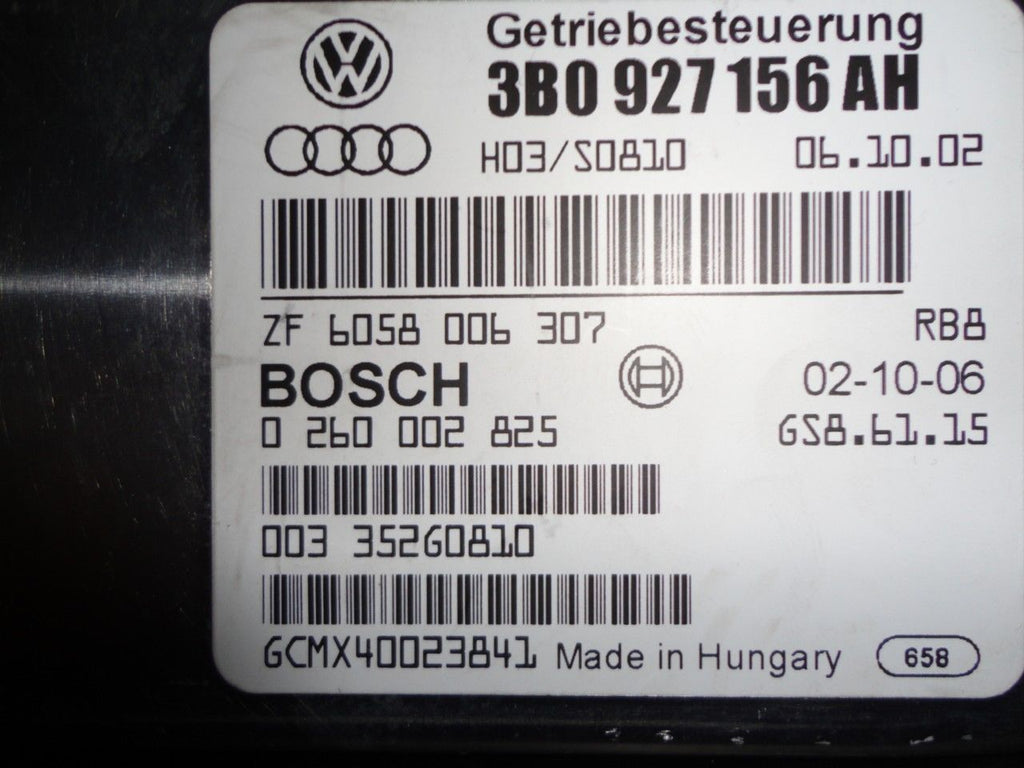 Getriebesteuerung
3B0 927 156 AH
H03/S0810 06.10.02
ZF 6058 006 307 RB8
BOSCH 02-10-06
0 260 002 825 GS8.61.15
003 352G0810
GCMX40023841 Made in Hungary 658